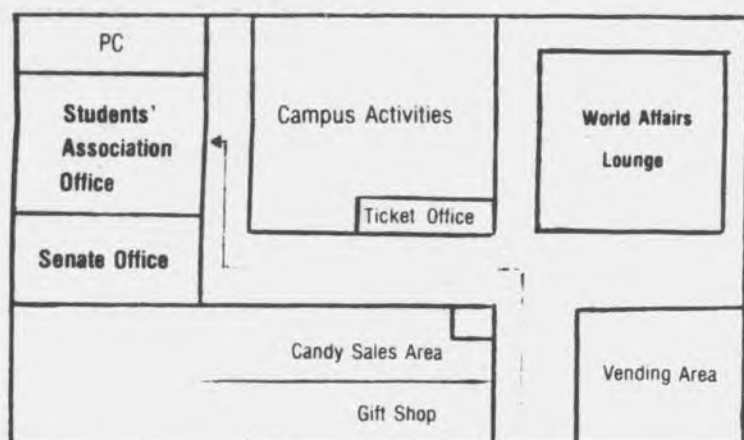 PC
Students'
Association
Office
Senate Office
Campus Activities
Ticket Office
World Affairs
Lounge
Candy Sales Area
Gift Shop
Vending Area